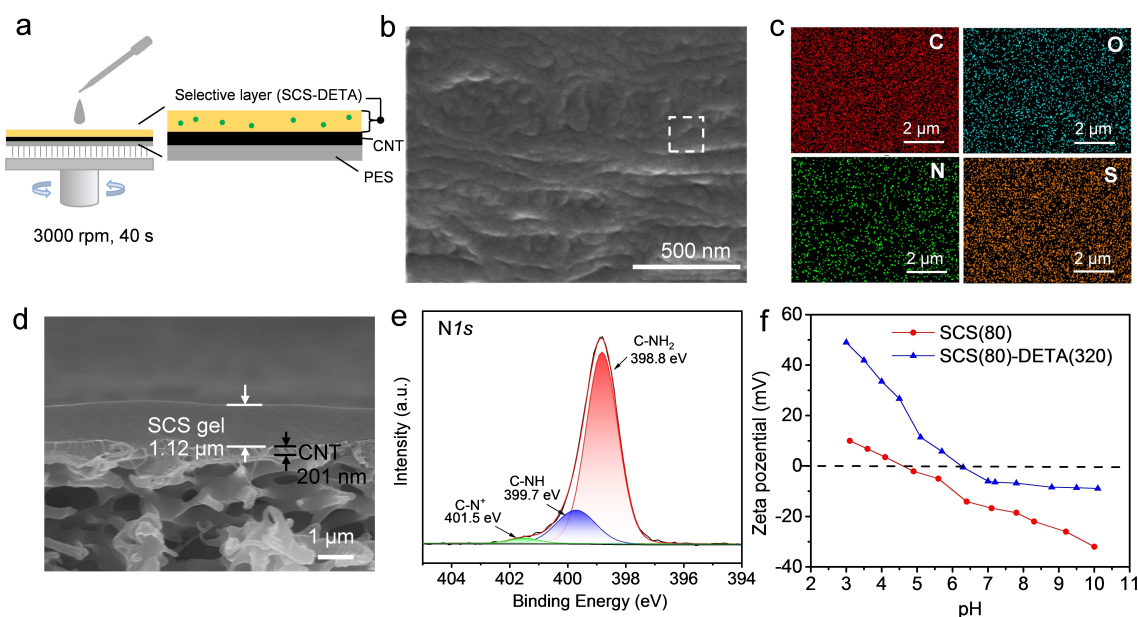 a
Selective layer (SCS-DETA)
CNT
PES
3000 rpm, 40 s
b
500 nm
c
C
2 μm
O
2 μm
N
2 μm
S
2 μm
d
SCS gel
1.12 μm
CNT
201 nm
1 μm
e
N1s
C-NH₂
398.8 eV
C-NH
399.7 eV
C-N⁺
401.5 eV
Intensity (a.u.)
404 402 400 398 396 394
Binding Energy (eV)
f
SCS(80)
SCS(80)-DETA(320)
Zeta pozential (mV)
60
40
20
0
-20
-40
2 3 4 5 6 7 8 9 10 11
pH